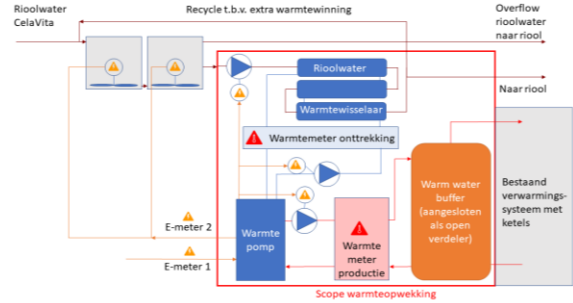 Rioolwater
CelaVita
Recycle t.b.v. extra warmtewinning
Overflow
rioolwater
naar riool
Rioolwater
Naar riool
Warmtewisselaar
Warmtemeter onttrekking
Warm water
buffer
(aangesloten
als open
verdeler)
Bestaand
verwarmings-
systeem met
ketels
E-meter 2
Warmte
pomp
Warmte
meter
productie
E-meter 1
Scope warmteopwekking